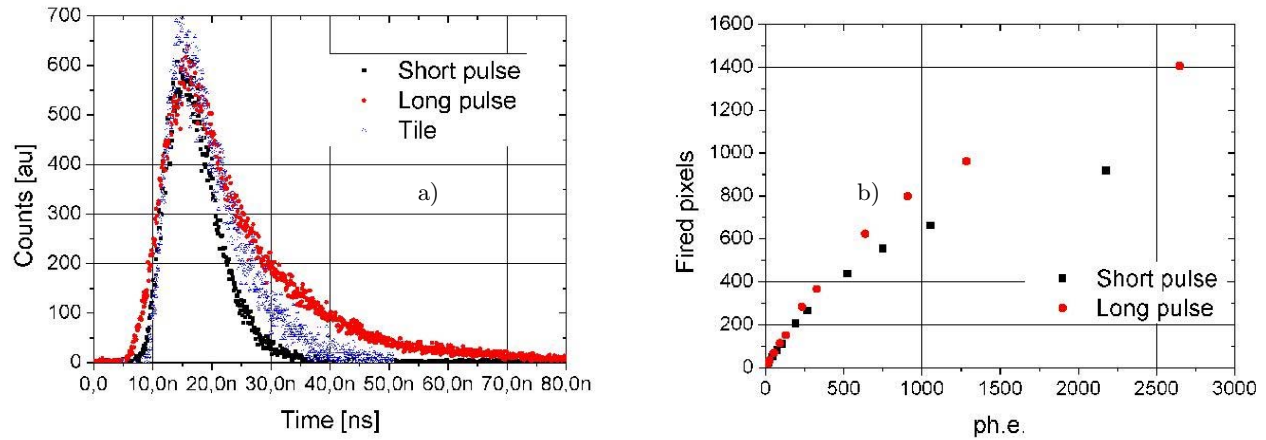 700
600
500
400
300
200
100
0
Counts [au]
Short pulse
Long pulse
Tile
a)
0,0 0,0n 10,0n 20,0n 30,0n 40,0n 50,0n 60,0n 70,0n 80,0n
Time [ns]
1600
1400
1200
1000
800
600
400
200
0
Fired pixels
b)
Short pulse
Long pulse
0 500 1000 1500 2000 2500 3000
ph.e.